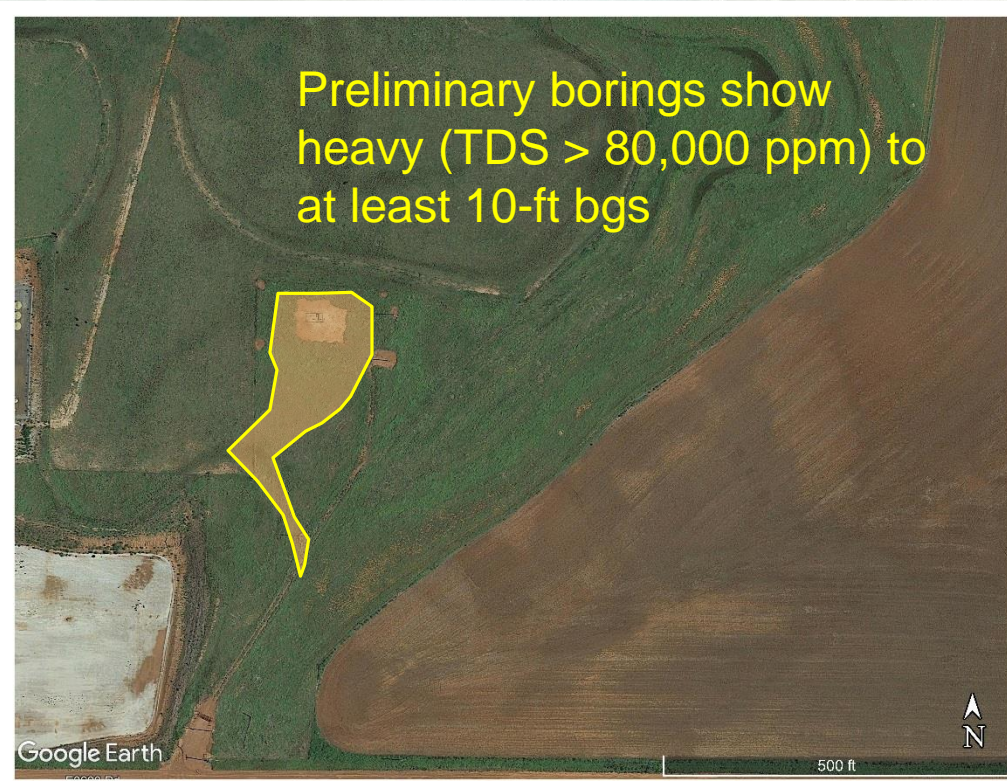 Preliminary borings show
heavy (TDS > 80,000 ppm) to
at least 10-ft bgs
N
Google Earth
500 ft